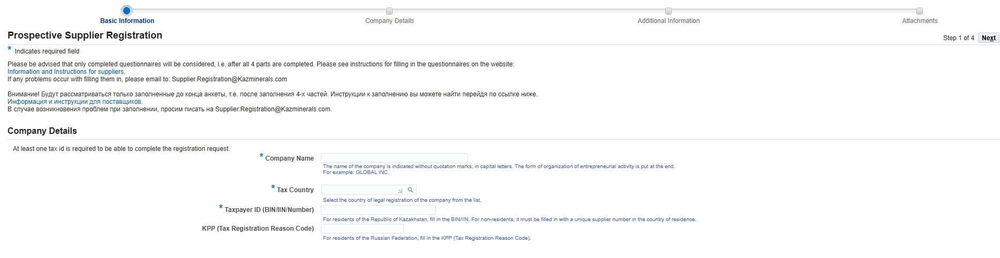 Basic Information
Company Details
Additional Information
Attachments
Prospective Supplier Registration
Step 1 of 4 Next
* Indicates required field
Please be advised that only completed questionnaires will be considered, i.e. after all 4 parts are completed. Please see instructions for filling in the questionnaires on the website:
Information and Instructions for suppliers.
If any problems occur with filling them in, please email to: Supplier.Registration@Kazminerals.com
Внимание! Будут рассматриваться только заполненные до конца анкеты, т.е. после заполнения 4-х частей. Инструкции к заполнению вы можете найти перейдя по ссылке ниже.
Информация и инструкции для поставщиков.
В случае возникновения проблем при заполнении, просим писать на Supplier.Registration@Kazminerals.com.
Company Details
At least one tax id is required to be able to complete the registration request.
* Company Name
The name of the company is indicated without quotation marks, in capital letters. The form of organization of entrepreneurial activity is put at the end.
For example: GLOBAL INC.
* Tax Country
Select the country of legal registration of the company from the list.
* Taxpayer ID (BIN/IIN/Number)
For residents of the Republic of Kazakhstan, fill in the BIN/IIN. For non-residents, it must be filled in with a unique supplier number in the country of residence.
KPP (Tax Registration Reason Code)
For residents of the Russian Federation, fill in the KPP (Tax Registration Reason Code).